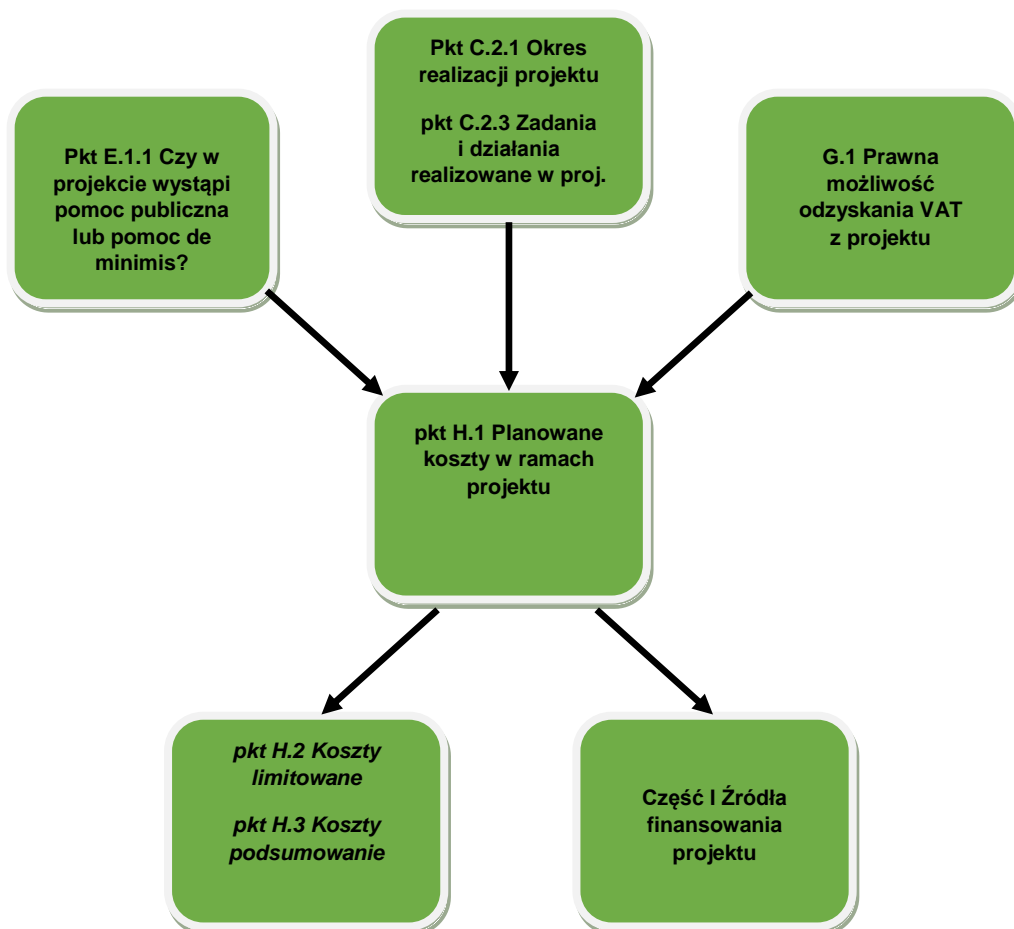 Pkt C.2.1 Okres
realizacji projektu
pkt C.2.3 Zadania
i działania
realizowane w proj.
Pkt E.1.1 Czy w
projekcie wystąpi
pomoc publiczna
lub pomoc de
minimis?
G.1 Prawna
możliwość
odzyskania VAT
z projektu
pkt H.1 Planowane
koszty w ramach
projektu
pkt H.2 Koszty
limitowane
pkt H.3 Koszty
podsumowanie
Część I Źródła
finansowania
projektu